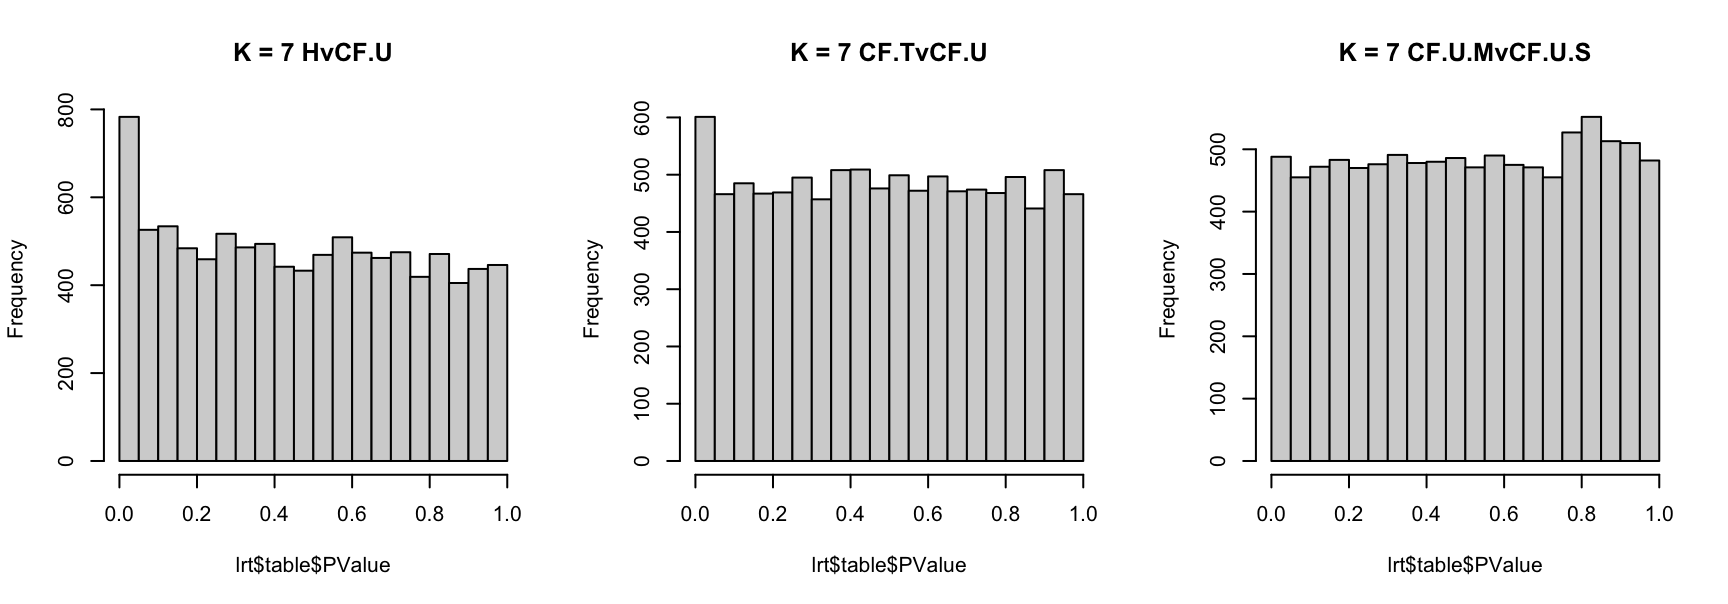 K = 7 HvCF.U
Frequency
0
200
400
600
800
0.0 0.2 0.4 0.6 0.8 1.0
lrt$table$PValue
K = 7 CF.TvCF.U
Frequency
0
100
200
300
400
500
600
0.0 0.2 0.4 0.6 0.8 1.0
lrt$table$PValue
K = 7 CF.U.MvCF.U.S
Frequency
0
100
200
300
400
500
0.0 0.2 0.4 0.6 0.8 1.0
lrt$table$PValue